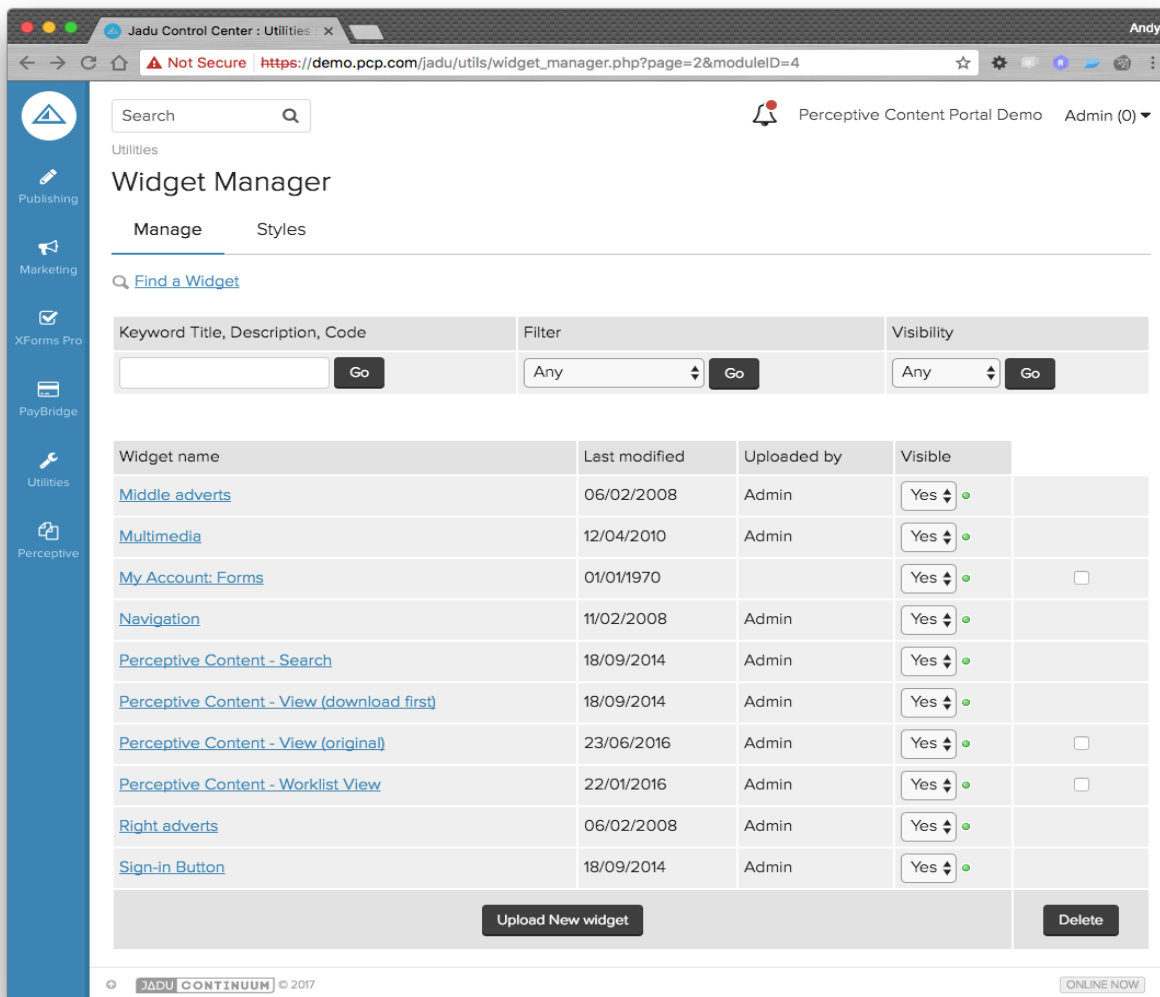 Jadu Control Center : Utilities
Andy
Not Secure https://demo.pcp.com/jadu/utils/widget_manager.php?page=2&moduleID=4
Search
Perceptive Content Portal Demo Admin (0)
Utilities
Widget Manager
Publishing
Marketing
XForms Pro
PayBridge
Utilities
Perceptive
Manage Styles
Find a Widget
Keyword Title, Description, Code Filter Visibility
Go Any Go Any Go
Widget name Last modified Uploaded by Visible
Middle adverts 06/02/2008 Admin Yes
Multimedia 12/04/2010 Admin Yes
My Account: Forms 01/01/1970 Yes
Navigation 11/02/2008 Admin Yes
Perceptive Content - Search 18/09/2014 Admin Yes
Perceptive Content - View (download first) 18/09/2014 Admin Yes
Perceptive Content - View (original) 23/06/2016 Admin Yes
Perceptive Content - Worklist View 22/01/2016 Admin Yes
Right adverts 06/02/2008 Admin Yes
Sign-in Button 18/09/2014 Admin Yes
Upload New widget Delete
JADU CONTINUUM © 2017 ONLINE NOW